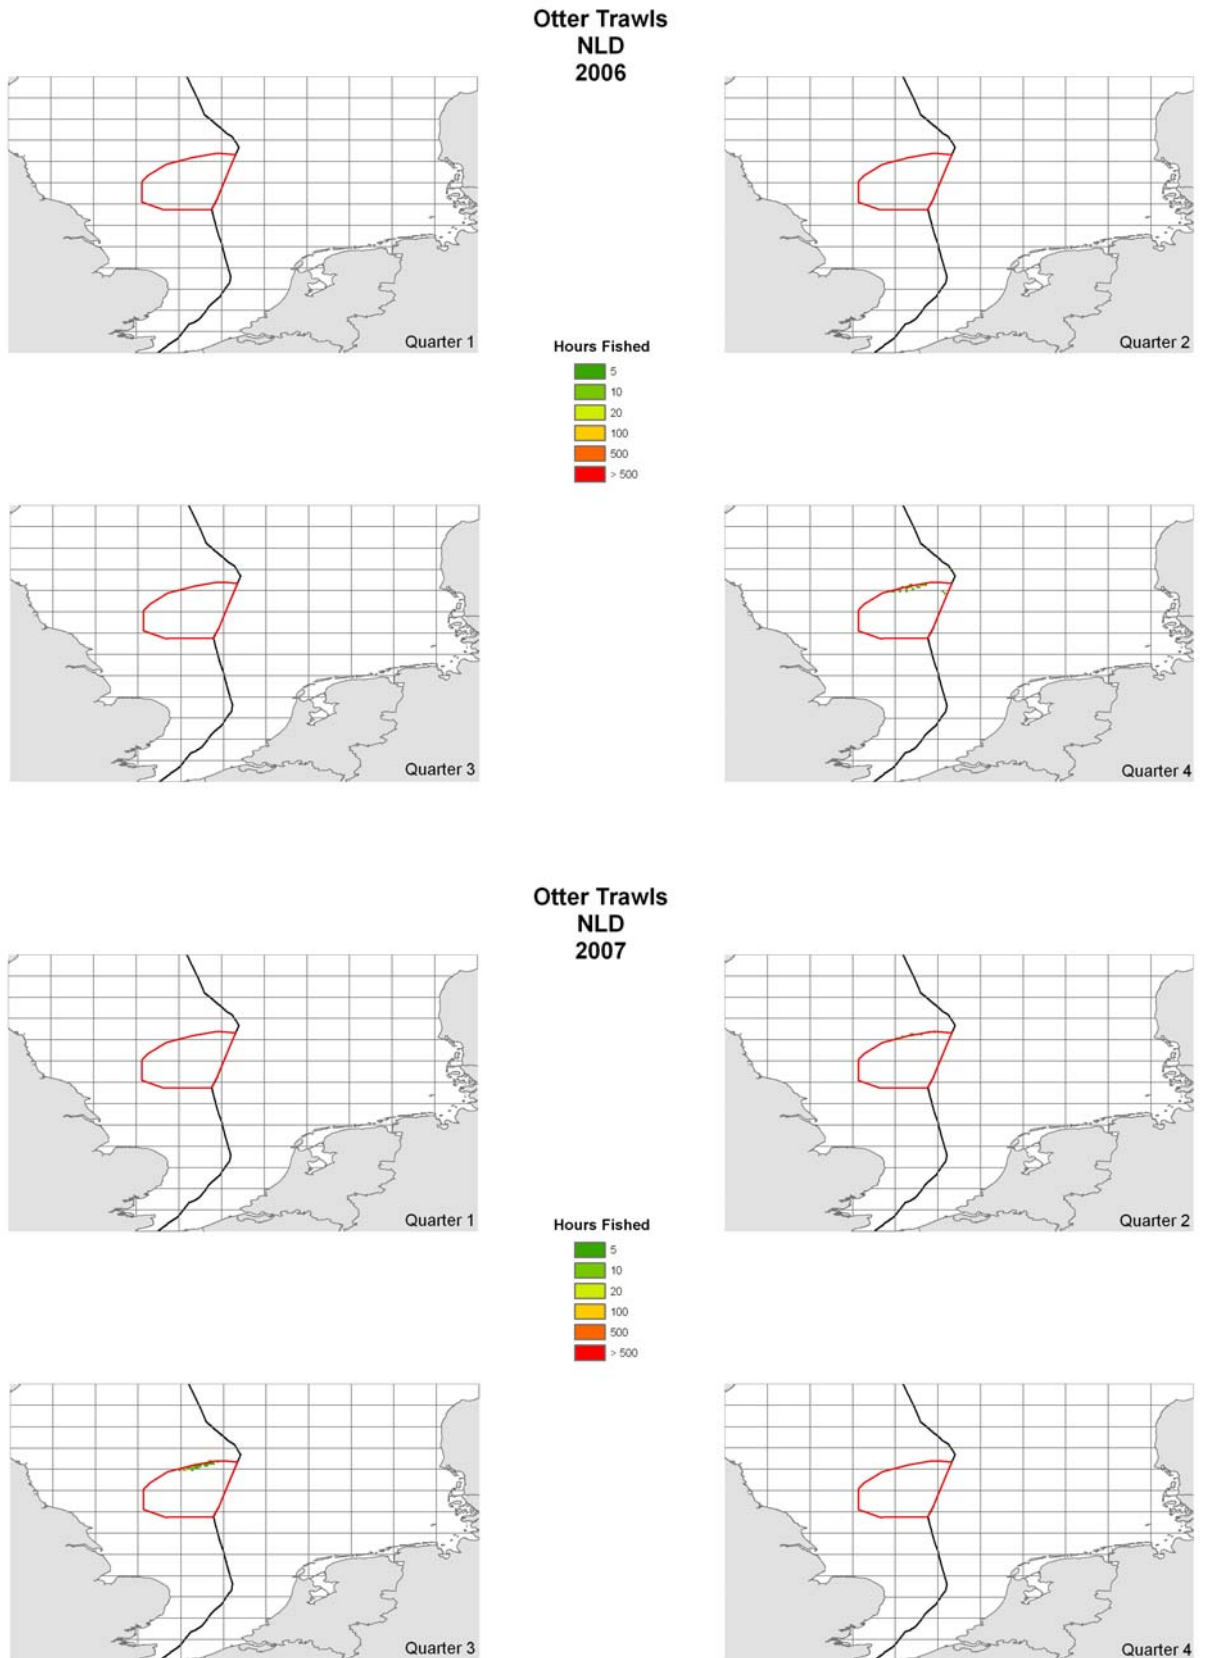 Otter Trawls
NLD
2006
Quarter 1
Quarter 2
Hours Fished
5
10
20
100
500
> 500
Quarter 3
Quarter 4
Otter Trawls
NLD
2007
Quarter 1
Quarter 2
Hours Fished
5
10
20
100
500
> 500
Quarter 3
Quarter 4